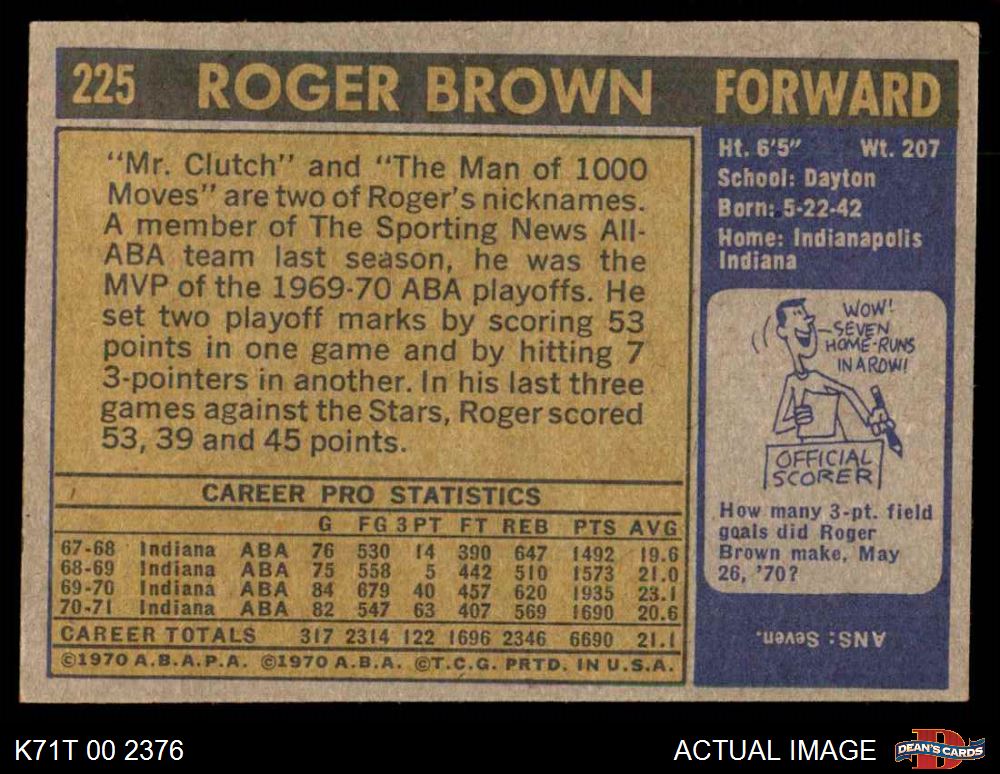 225 ROGER BROWN FORWARD
"Mr. Clutch" and "The Man of 1000
Moves" are two of Roger's nicknames.
A member of The Sporting News All-
ABA team last season, he was the
MVP of the 1969-70 ABA playoffs. He
set two playoff marks by scoring 53
points in one game and by hitting 7
3-pointers in another. In his last three
games against the Stars, Roger scored
53, 39 and 45 points.
CAREER PRO STATISTICS
G FG 3PT FT REB PTS AVG
67-68 Indiana ABA 76 530 14 390 647 1492 19.6
68-69 Indiana ABA 75 558 5 442 510 1573 21.0
69-70 Indiana ABA 84 679 40 457 620 1935 23.1
70-71 Indiana ABA 82 547 63 407 569 1690 20.6
CAREER TOTALS 317 2314 122 1696 2346 6690 21.1
©1970 A.B.A.P.A. ©1970 A.B.A. ©T.C.G. PRTD. IN U.S.A.
Ht. 6'5" Wt. 207
School: Dayton
Born: 5-22-42
Home: Indianapolis
Indiana
WOW!
SEVEN
HOME-RUNS
IN A ROW!
OFFICIAL
SCORER
How many 3-pt. field
goals did Roger
Brown make, May
26, '70?
ANS: Seven.
K71T 00 2376
ACTUAL IMAGE
DEAN'S CARDS